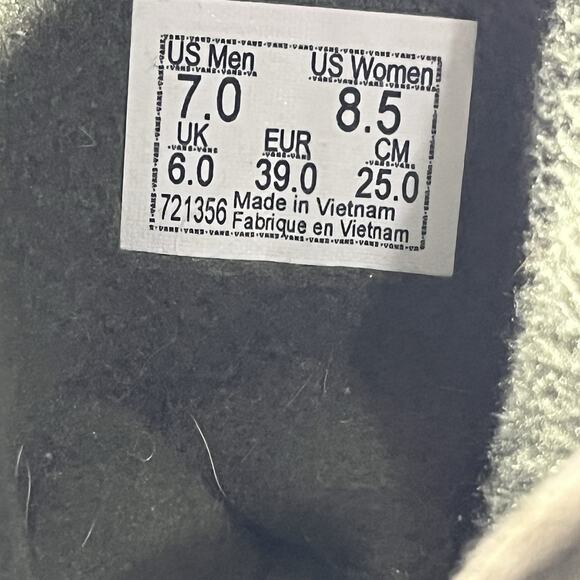 US Men US Women
7.0 8.5
UK EUR CM
6.0 39.0 25.0
721356 Made in Vietnam
Fabrique en Vietnam